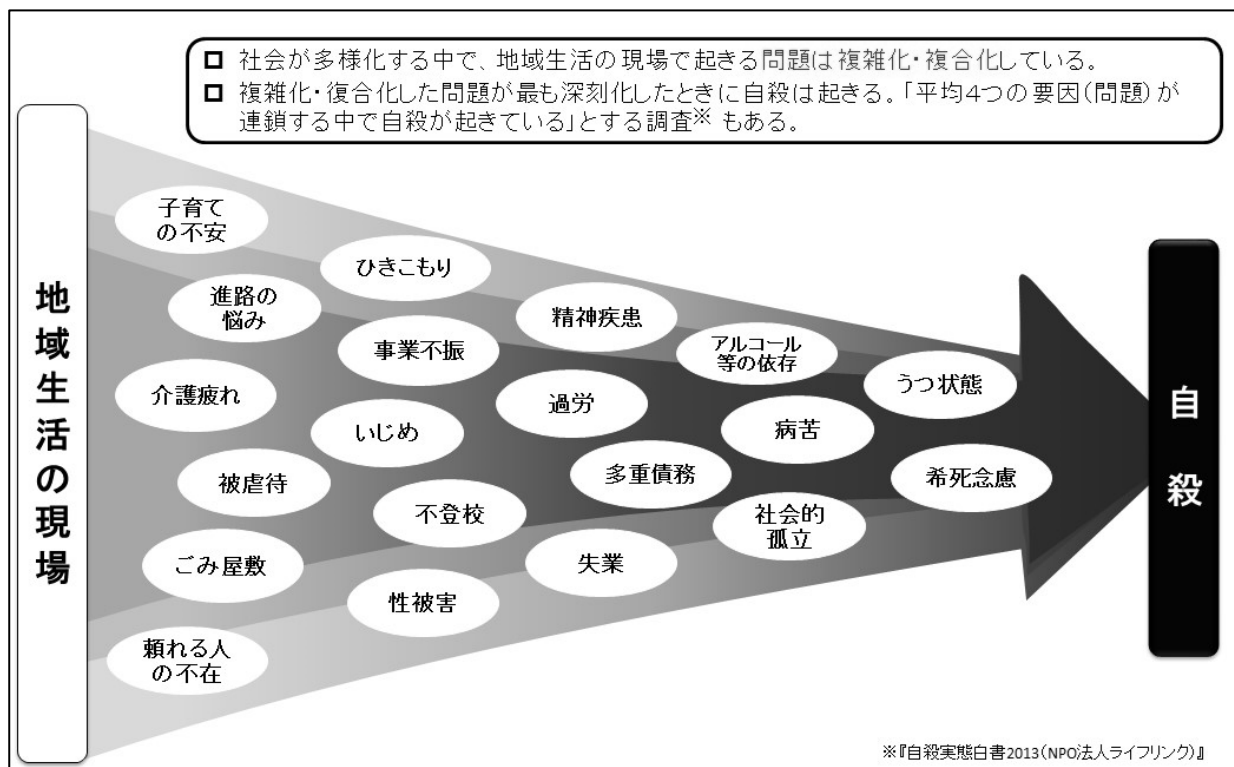 □ 社会が多様化する中で、地域生活の現場で起きる問題は複雑化・複合化している。
□ 複雑化・復合化した問題が最も深刻化したときに自殺は起きる。「平均4つの要因(問題)が
連鎖する中で自殺が起きている」とする調査※ もある。
地域生活の現場
子育て
の不安
進路の
悩み
介護疲れ
被虐待
ごみ屋敷
頼れる人
の不在
ひきこもり
事業不振
いじめ
不登校
性被害
精神疾患
過労
多重債務
失業
アルコール
等の依存
病苦
社会的
孤立
うつ状態
希死念慮
自殺
※『自殺実態白書2013(NPO法人ライフリンク)』